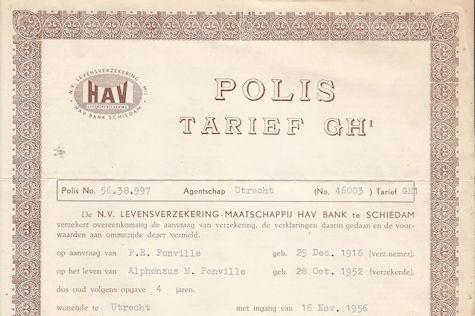 N.V. LEVENSVERZEKERING - MIJ
HAV
LEVENSVERZEKERING
HAV BANK SCHIEDAM
POLIS
TARIEF GH'
Polis No. 56.38.997 Agentschap Utrecht (No. 46003 ) Tarief GH1
De N.V. LEVENSVERZEKERING-MAATSCHAPPIJ HAV BANK te SCHIEDAM
verzekert overeenkomstig de aanvraag van verzekering, de verklaringen daarin gedaan en de voor-
waarden aan ommezijde dezer vermeld.
op aanvraag van F.E. Fonville geb. 25 Dec. 1916 (verz.nemer).
op het leven van Alphonsus M. Fonville geb. 28 Oct. 1952 (verzekerde).
dus oud volgens opgave 4 jaren.
wonende te Utrecht met ingang van 16 Nov. 1956